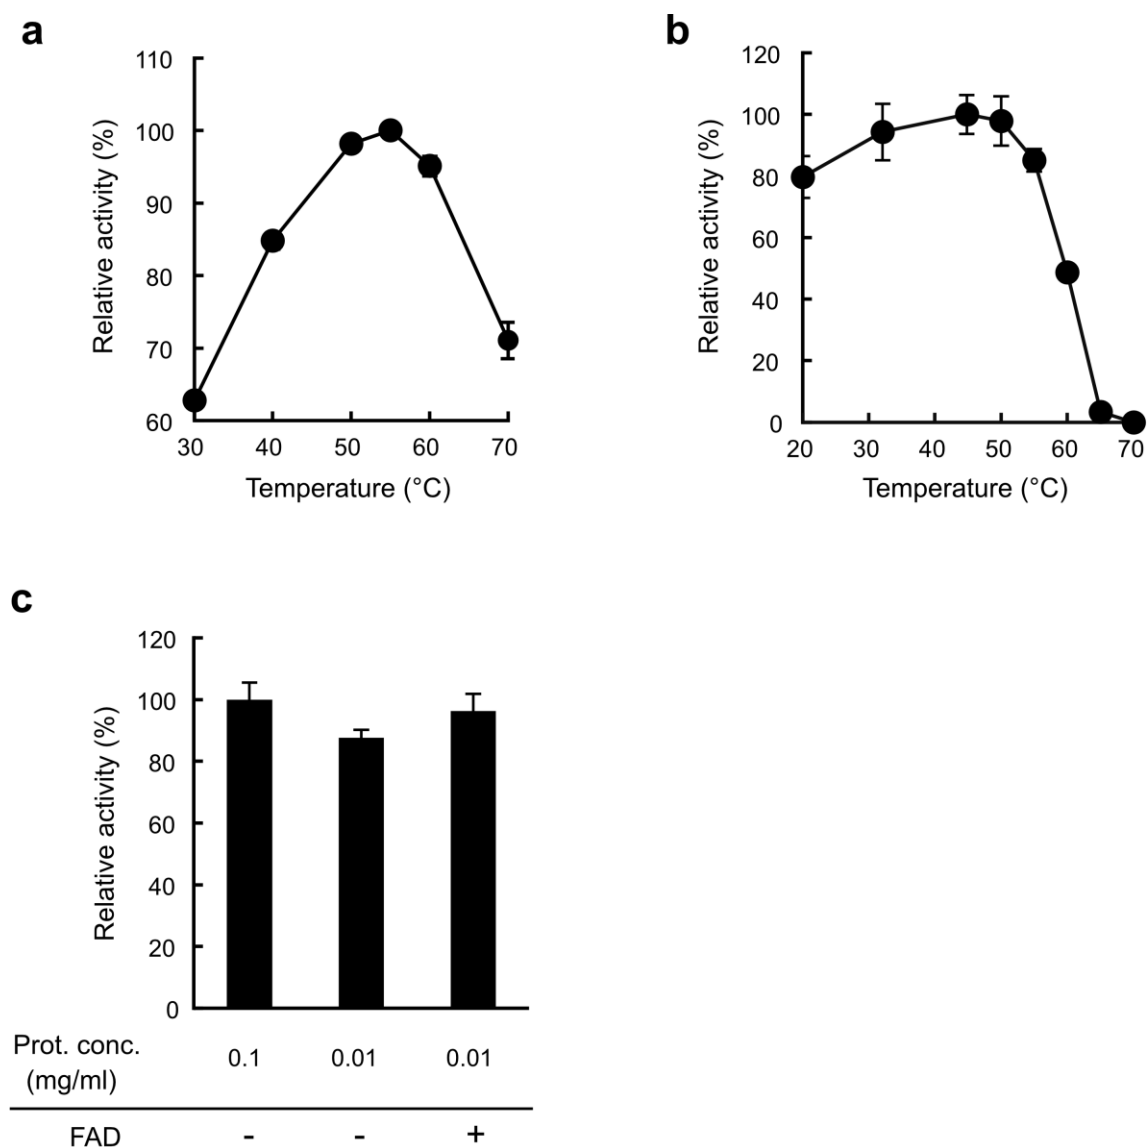 a
110
100
90
80
70
60
30 40 50 60 70
Relative activity (%)
Temperature (°C)
b
120
100
80
60
40
20
0
20 30 40 50 60 70
Relative activity (%)
Temperature (°C)
c
120
100
80
60
40
20
0
Relative activity (%)
Prot. conc. 0.1 0.01 0.01
(mg/ml)
FAD - - +